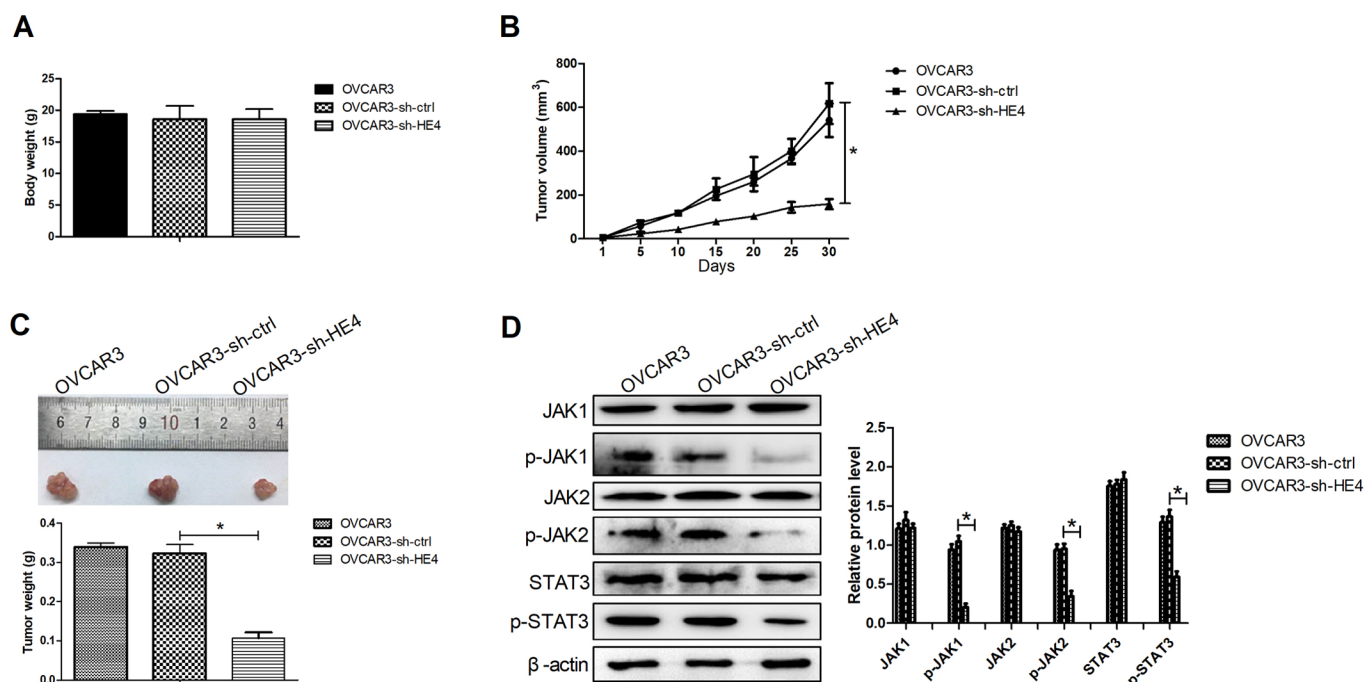 A
Body weight (g)
25
20
15
10
5
0
OVCAR3
OVCAR3-sh-ctrl
OVCAR3-sh-HE4
B
Tumor volume (mm³)
800
600
400
200
0
1 5 10 15 20 25 30
Days
*
OVCAR3
OVCAR3-sh-ctrl
OVCAR3-sh-HE4
C
OVCAR3
OVCAR3-sh-ctrl
OVCAR3-sh-HE4
6 7 8 9 10 1 2 3 4
Tumor weight (g)
0.4
0.3
0.2
0.1
0.0
*
OVCAR3
OVCAR3-sh-ctrl
OVCAR3-sh-HE4
D
OVCAR3
OVCAR3-sh-ctrl
OVCAR3-sh-HE4
JAK1
p-JAK1
JAK2
p-JAK2
STAT3
p-STAT3
β-actin
Relative protein level
2.0
1.5
1.0
0.5
0.0
* * *
JAK1 p-JAK1 JAK2 p-JAK2 STAT3 p-STAT3
OVCAR3
OVCAR3-sh-ctrl
OVCAR3-sh-HE4